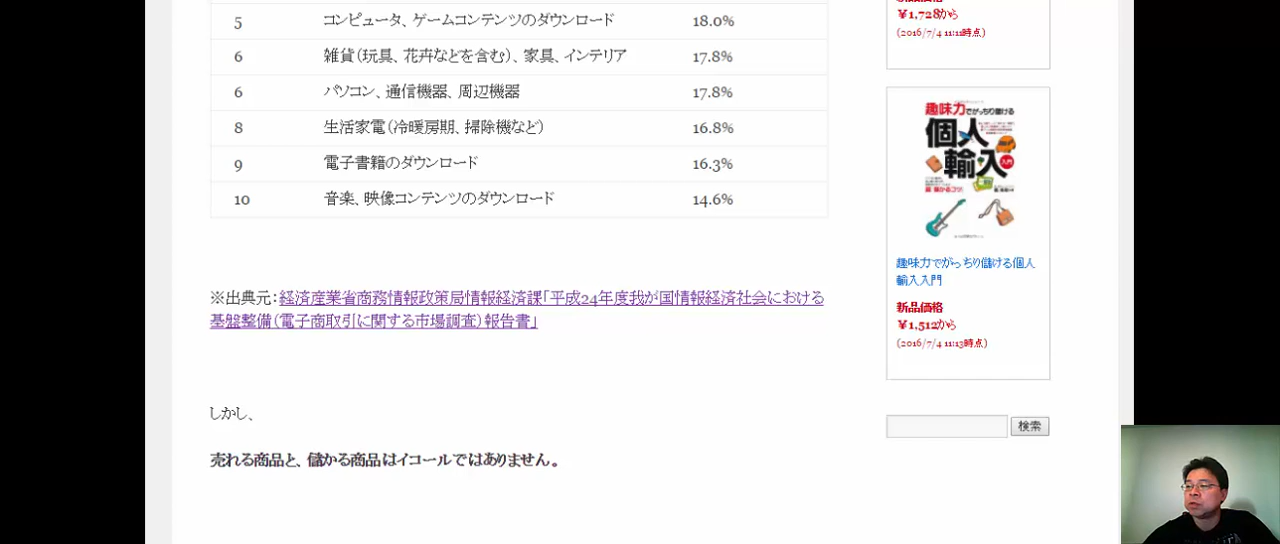 5 コンピュータ、ゲームコンテンツのダウンロード 18.0%
6 雑貨（玩具、花卉などを含む）、家具、インテリア 17.8%
6 パソコン、通信機器、周辺機器 17.8%
8 生活家電（冷暖房期、掃除機など） 16.8%
9 電子書籍のダウンロード 16.3%
10 音楽、映像コンテンツのダウンロード 14.6%
※出典元：経済産業省商務情報政策局情報経済課「平成24年度我が国情報経済社会における
基盤整備（電子商取引に関する市場調査）報告書」
しかし、
売れる商品と、儲かる商品はイコールではありません。
￥1,728から
(2016/7/4 11:11時点)
趣味力でがっちり儲ける
個人
輸入
入門
趣味力でがっちり儲ける個人
輸入入門
新品価格
￥1,512から
(2016/7/4 11:13時点)
検索